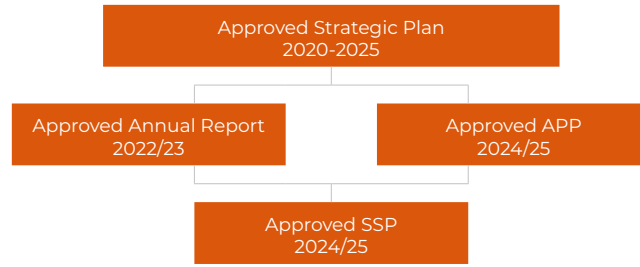 Approved Strategic Plan
2020-2025
Approved Annual Report
2022/23
Approved APP
2024/25
Approved SSP
2024/25